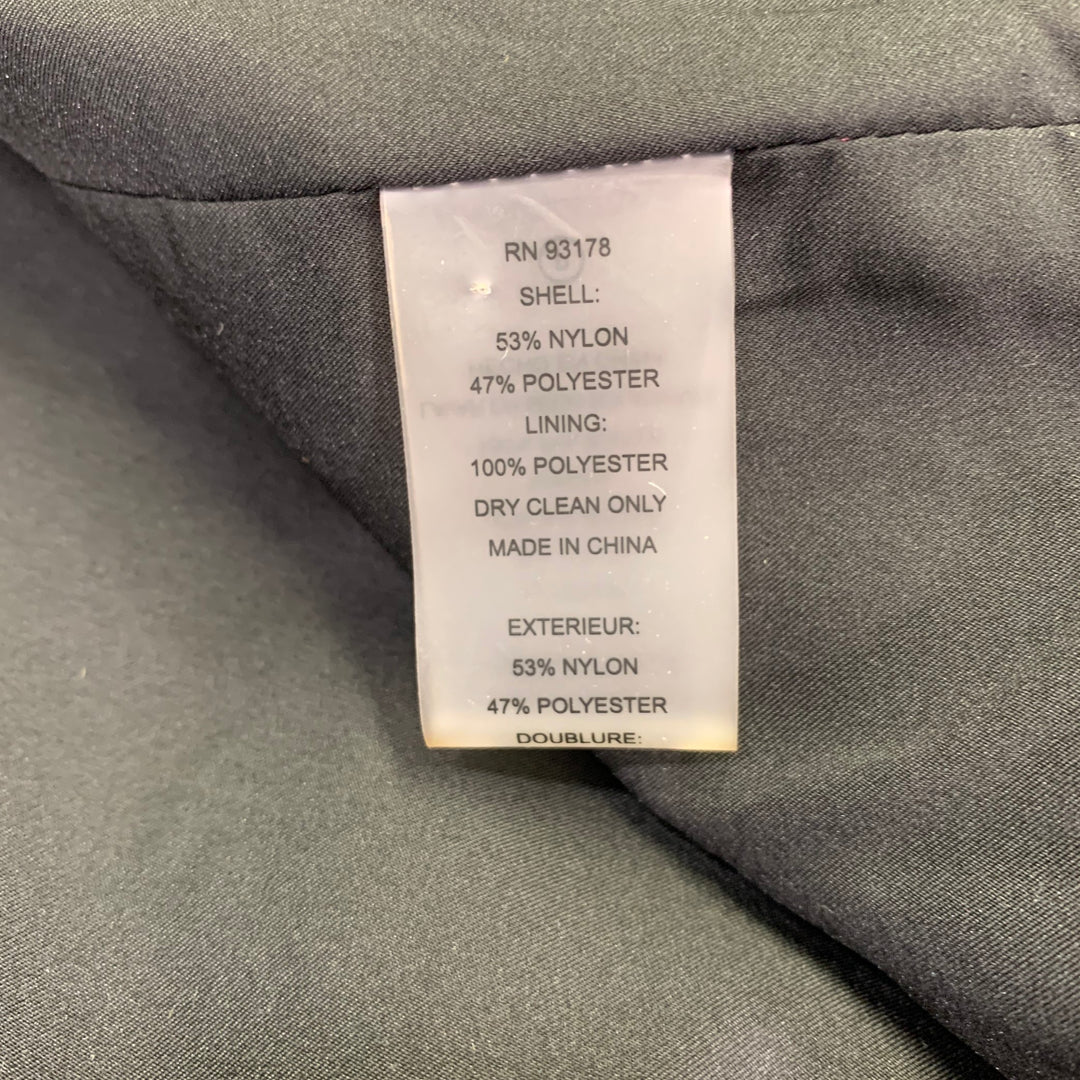 RN 93178
SHELL:
53% NYLON
47% POLYESTER
LINING:
100% POLYESTER
DRY CLEAN ONLY
MADE IN CHINA
EXTERIEUR:
53% NYLON
47% POLYESTER
DOUBLURE: